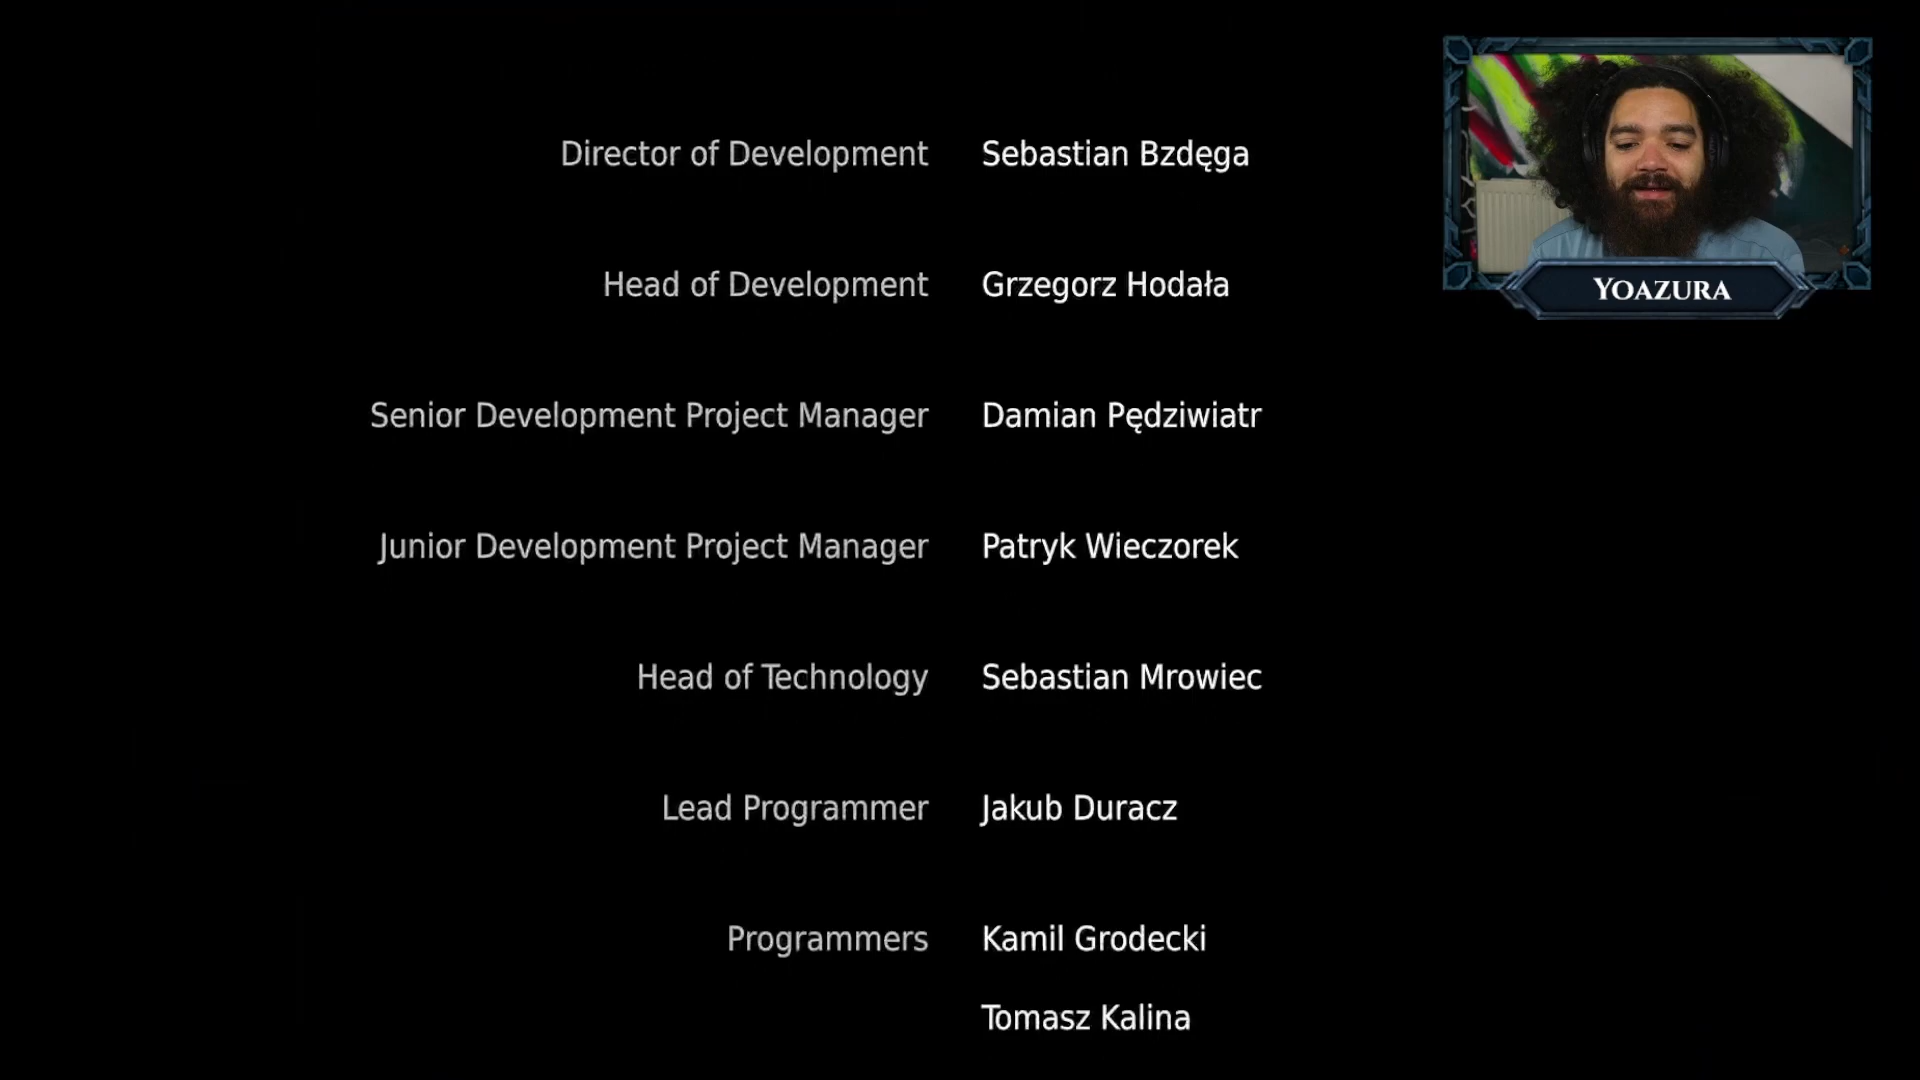 Director of Development Sebastian Bzdęga
YOAZURA
Head of Development Grzegorz Hodała
Senior Development Project Manager Damian Pędziwiatr
Junior Development Project Manager Patryk Wieczorek
Head of Technology Sebastian Mrowiec
Lead Programmer Jakub Duracz
Programmers Kamil Grodecki
Tomasz Kalina